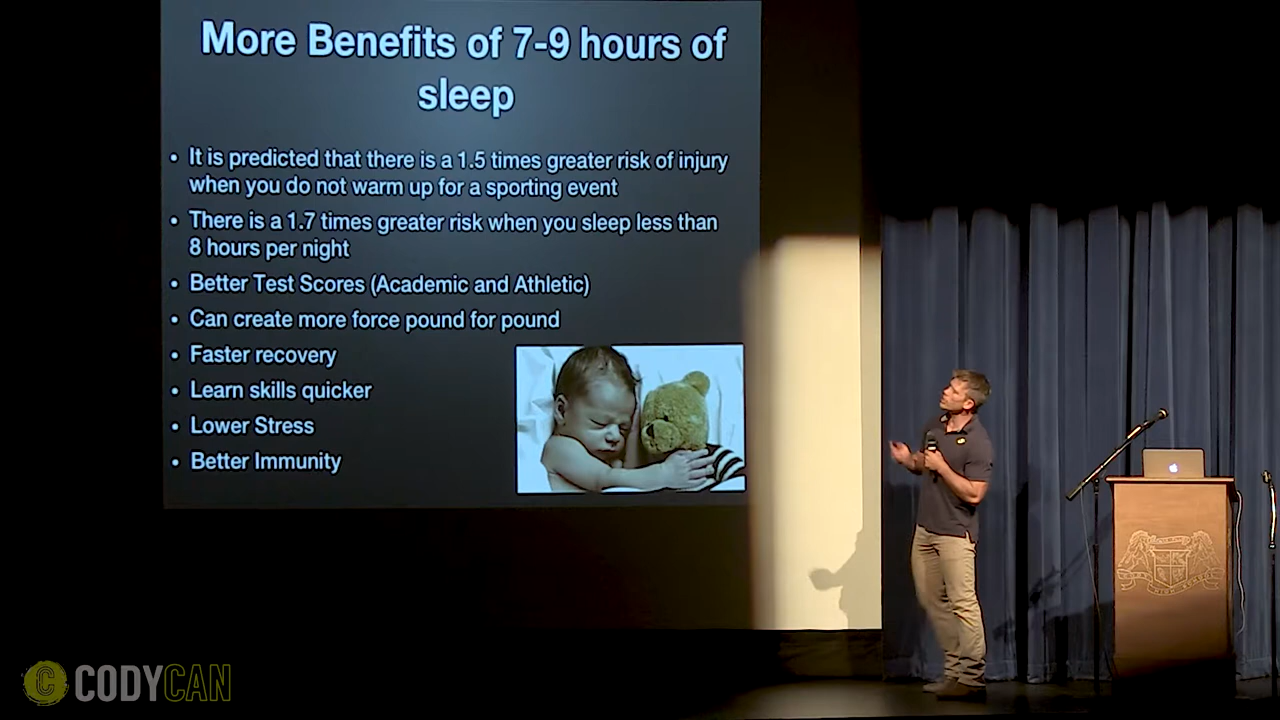 More Benefits of 7-9 hours of
sleep
• It is predicted that there is a 1.5 times greater risk of injury
when you do not warm up for a sporting event
• There is a 1.7 times greater risk when you sleep less than
8 hours per night
• Better Test Scores (Academic and Athletic)
• Can create more force pound for pound
• Faster recovery
• Learn skills quicker
• Lower Stress
• Better Immunity
HIGH SCHOOL
C CODYCAN